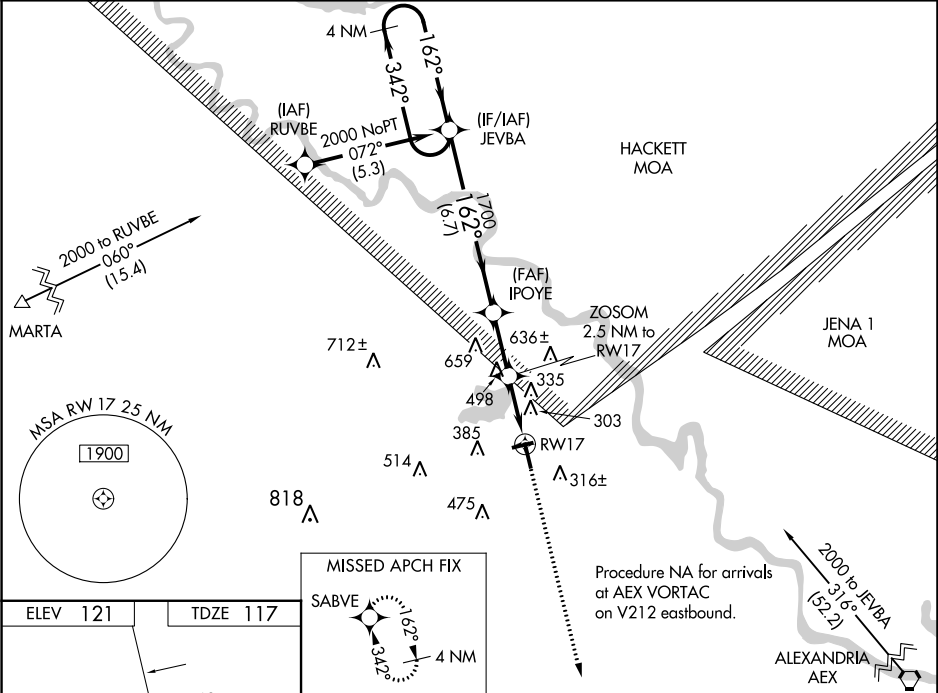 4 NM
162°
342°
(IAF)
RUVBE
2000 NoPT
072°
(5.3)
(IF/IAF)
JEVBA
HACKETT
MOA
1700
162°
(6.7)
2000 to RUVBE
060°
(15.4)
MARTA
(FAF)
IPOYE
ZOSOM
2.5 NM to
RW17
JENA 1
MOA
712±
659
636±
498
335
303
385
RW17
514
316±
475
818
MSA RW 17 25 NM
1900
MISSED APCH FIX
SABVE
162°
342°
4 NM
Procedure NA for arrivals
at AEX VORTAC
on V212 eastbound.
2000 to JEVBA
316°
(52.2)
ALEXANDRIA
AEX
ELEV 121
TDZE 117